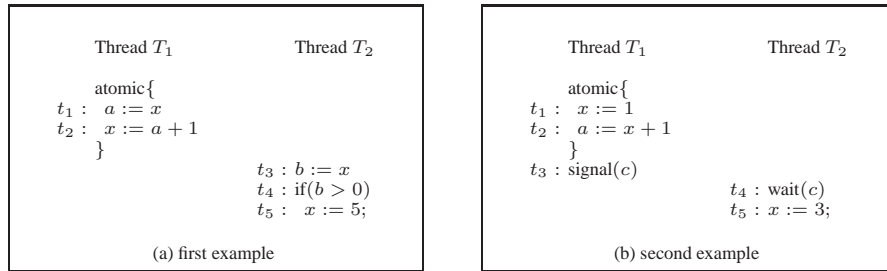 Thread T₁ Thread T₂
atomic{
t₁ : a := x
t₂ : x := a + 1
}
t₃ : b := x
t₄ : if(b > 0)
t₅ : x := 5;
(a) first example
Thread T₁ Thread T₂
atomic{
t₁ : x := 1
t₂ : a := x + 1
}
t₃ : signal(c)
t₄ : wait(c)
t₅ : x := 3;
(b) second example